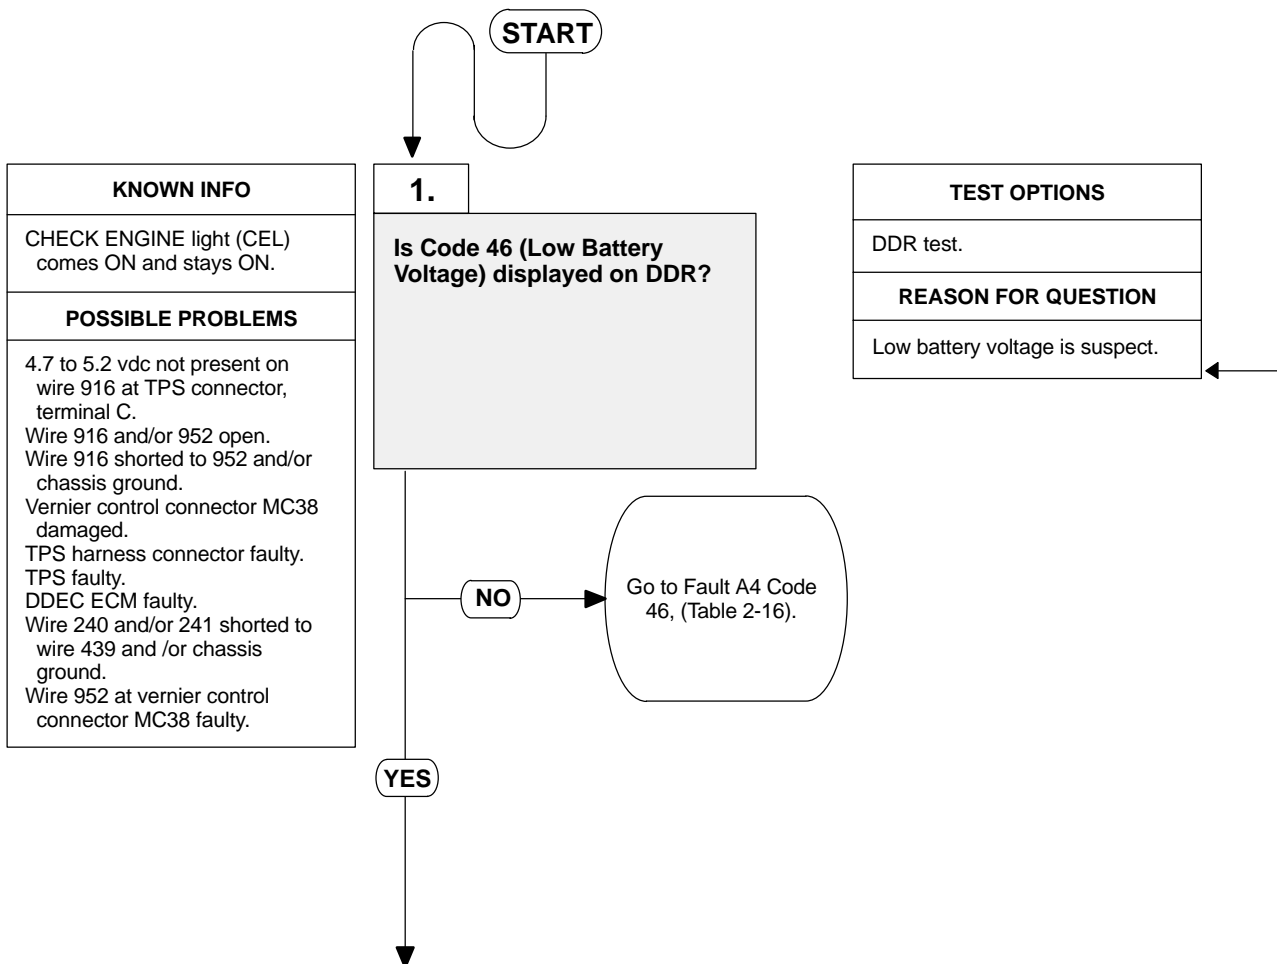 START
KNOWN INFO
CHECK ENGINE light (CEL)
comes ON and stays ON.
POSSIBLE PROBLEMS
4.7 to 5.2 vdc not present on
wire 916 at TPS connector,
terminal C.
Wire 916 and/or 952 open.
Wire 916 shorted to 952 and/or
chassis ground.
Vernier control connector MC38
damaged.
TPS harness connector faulty.
TPS faulty.
DDEC ECM faulty.
Wire 240 and/or 241 shorted to
wire 439 and /or chassis
ground.
Wire 952 at vernier control
connector MC38 faulty.
1.
Is Code 46 (Low Battery
Voltage) displayed on DDR?
TEST OPTIONS
DDR test.
REASON FOR QUESTION
Low battery voltage is suspect.
NO
Go to Fault A4 Code
46, (Table 2-16).
YES